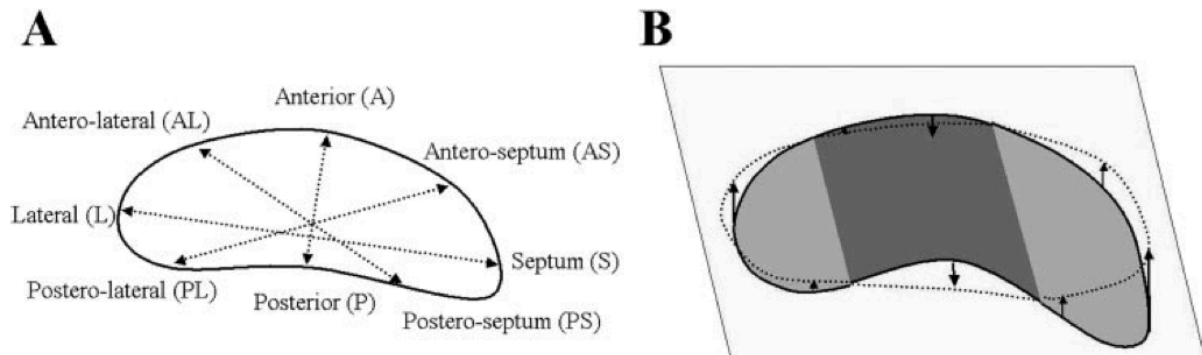 A
Anterior (A)
Antero-lateral (AL)
Antero-septum (AS)
Lateral (L)
Septum (S)
Postero-lateral (PL)
Posterior (P)
Postero-septum (PS)
B